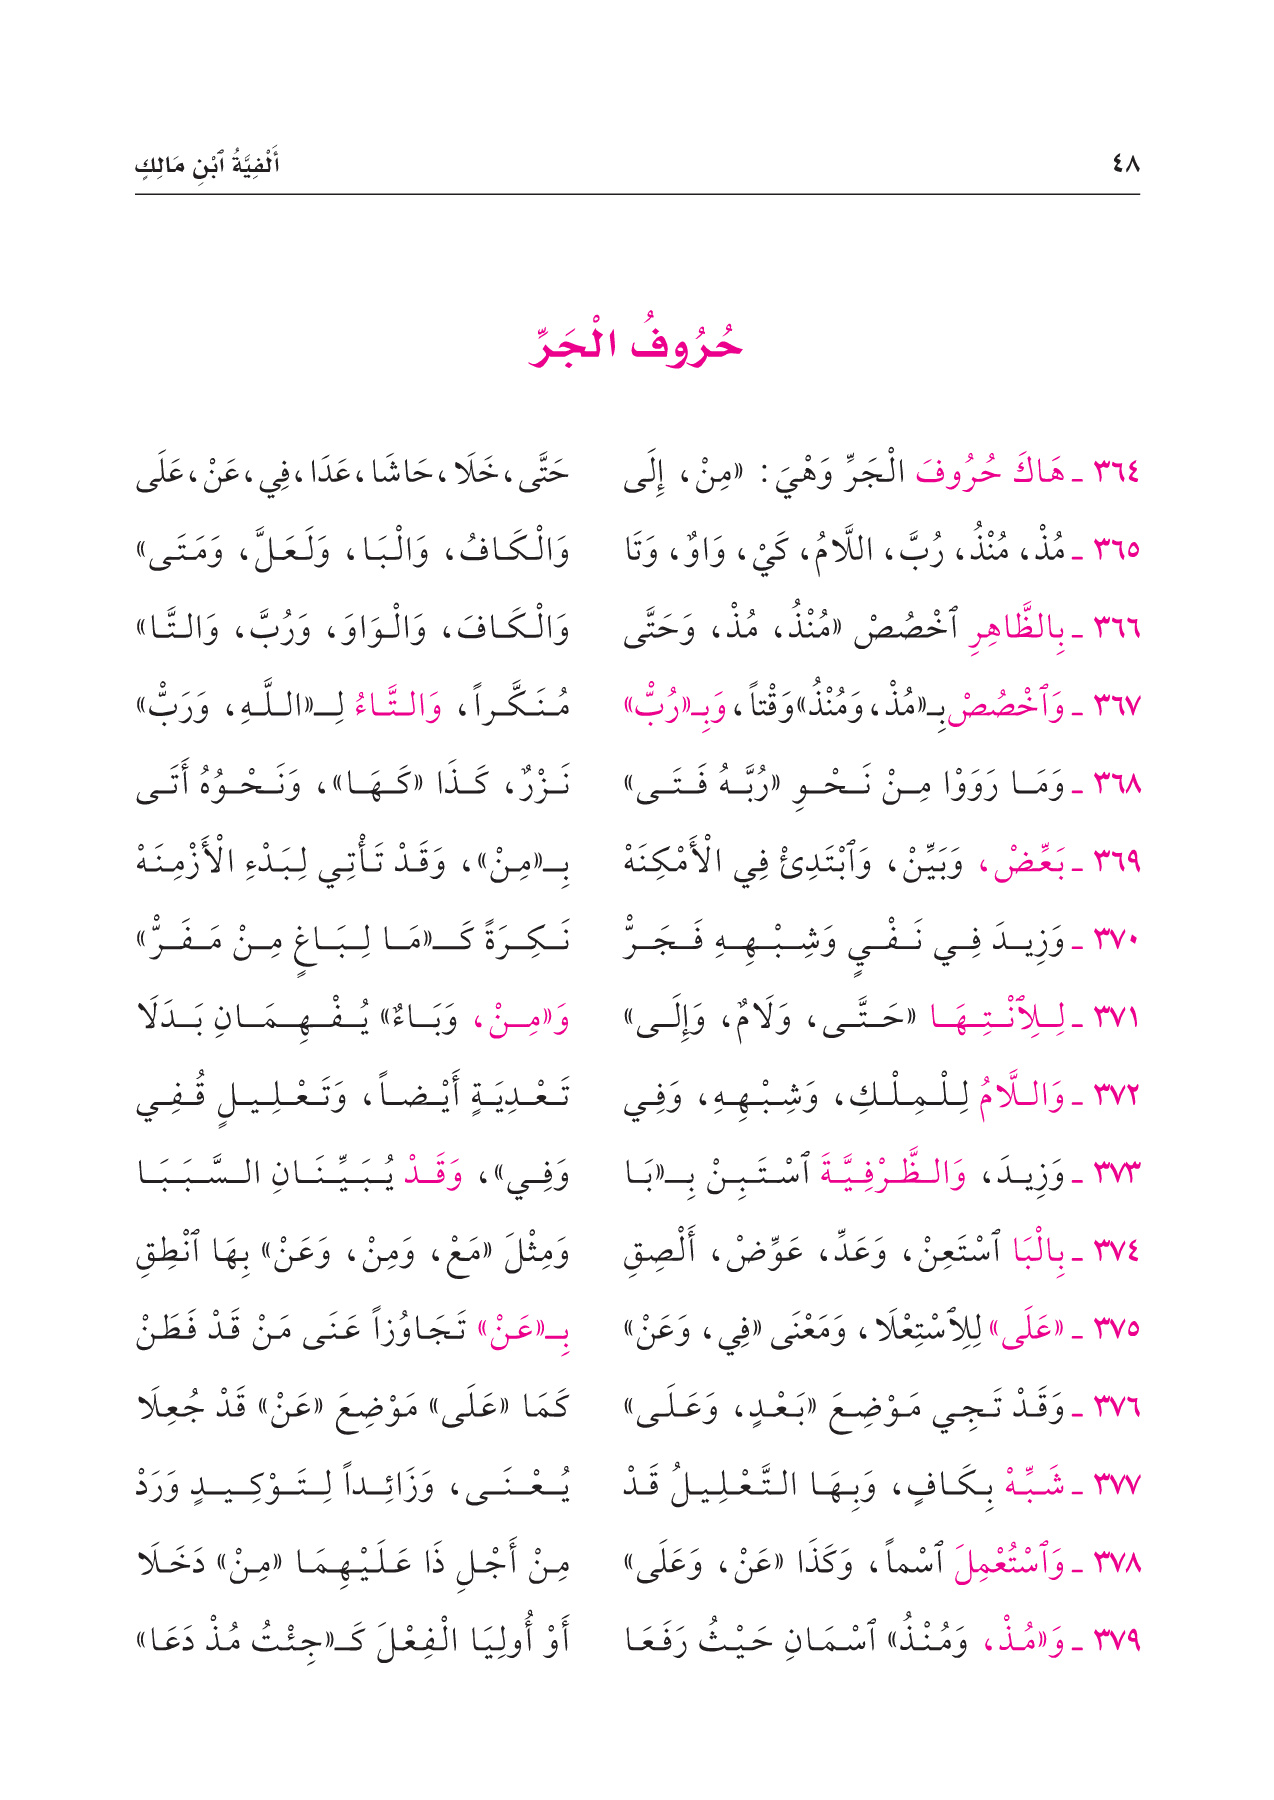 ٤٨ أَلْفِيَّةُ ٱبْنِ مَالِكٍ
حُرُوفُ الْجَرِّ
٣٦٤ ـ هَاكَ حُرُوفَ الْجَرِّ وَهْيَ: «مِنْ، إِلَى حَتَّى، خَلَا، حَاشَا، عَدَا، فِي، عَنْ، عَلَى
٣٦٥ ـ مُذْ، مُنْذُ، رُبَّ، اللَّامُ، كَيْ، وَاوٌ، وَتَا وَالْكَافُ، وَالْبَا، وَلَعَلَّ، وَمَتَى»
٣٦٦ ـ بِالظَّاهِرِ ٱخْصُصْ «مُنْذُ، مُذْ، وَحَتَّى وَالْكَافَ، وَالْوَاوَ، وَرُبَّ، وَالتَّا»
٣٦٧ ـ وَٱخْصُصْ بِـ«مُذْ، وَمُنْذُ» وَقْتاً، وَبِـ«رُبّْ» مُنَكَّراً، وَالتَّاءُ لِـ«اللَّهِ، وَرَبّْ»
٣٦٨ ـ وَمَا رَوَوْا مِنْ نَحْوِ «رُبَّهُ فَتَى» نَزْرٌ، كَذَا «كَهَا»، وَنَحْوُهُ أَتَى
٣٦٩ ـ بَعِّضْ، وَبَيِّنْ، وَٱبْتَدِئْ فِي الْأَمْكِنَهْ بِـ«مِنْ»، وَقَدْ تَأْتِي لِبَدْءِ الْأَزْمِنَهْ
٣٧٠ ـ وَزِيدَ فِي نَفْيٍ وَشِبْهِهِ فَجَرّْ نَكِرَةً كَـ«مَا لِبَاغٍ مِنْ مَفَرّْ»
٣٧١ ـ لِلِٱنْتِهَا «حَتَّى، وَلَامٌ، وَإِلَى» وَ«مِنْ، وَبَاءٌ» يُفْهِمَانِ بَدَلَا
٣٧٢ ـ وَاللَّامُ لِلْمِلْكِ، وَشِبْهِهِ، وَفِي تَعْدِيَةٍ أَيْضاً، وَتَعْلِيلٍ قُفِي
٣٧٣ ـ وَزِيدَ، وَالظَّرْفِيَّةَ ٱسْتَبِنْ بِـ«بَا وَفِي»، وَقَدْ يُبَيِّنَانِ السَّبَبَا
٣٧٤ ـ بِالْبَا ٱسْتَعِنْ، وَعَدِّ، عَوِّضْ، أَلْصِقِ وَمِثْلَ «مَعْ، وَمِنْ، وَعَنْ» بِهَا ٱنْطِقِ
٣٧٥ ـ «عَلَى» لِلِٱسْتِعْلَا، وَمَعْنَى «فِي، وَعَنْ» بِـ«عَنْ» تَجَاوُزاً عَنَى مَنْ قَدْ فَطَنْ
٣٧٦ ـ وَقَدْ تَجِي مَوْضِعَ «بَعْدٍ، وَعَلَى» كَمَا «عَلَى» مَوْضِعَ «عَنْ» قَدْ جُعِلَا
٣٧٧ ـ شَبِّهْ بِكَافٍ، وَبِهَا التَّعْلِيلُ قَدْ يُعْنَى، وَزَائِداً لِتَوْكِيدٍ وَرَدْ
٣٧٨ ـ وَٱسْتُعْمِلَ ٱسْماً، وَكَذَا «عَنْ، وَعَلَى» مِنْ أَجْلِ ذَا عَلَيْهِمَا «مِنْ» دَخَلَا
٣٧٩ ـ وَ«مُذْ، وَمُنْذُ» ٱسْمَانِ حَيْثُ رَفَعَا أَوْ أُولِيَا الْفِعْلَ كَـ«جِئْتُ مُذْ دَعَا»